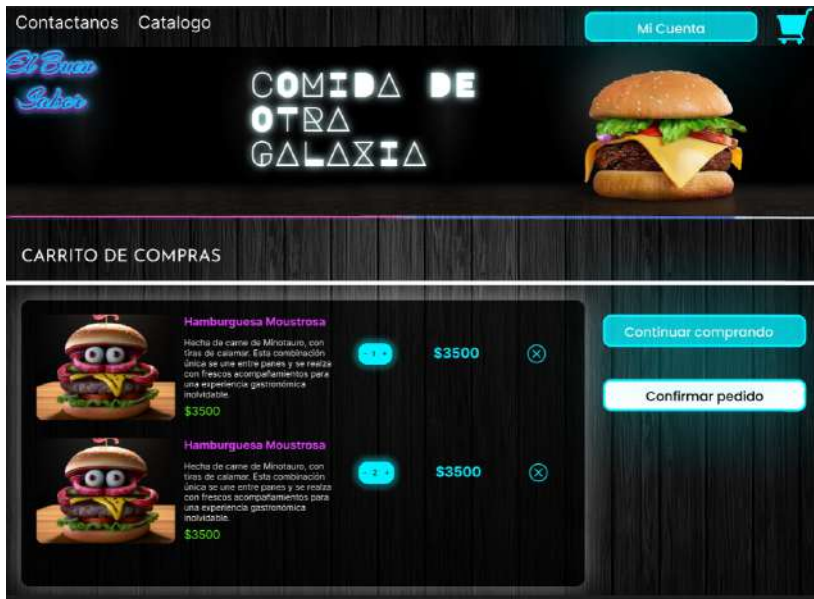 Contactanos Catalogo
Mi Cuenta
El Buen
Sabor
COMIDA DE
OTRA
GALAXIA
CARRITO DE COMPRAS
Hamburguesa Moustrosa
Hecha de carne de Minotauro, con
tiras de calamar. Esta combinación
única se une entre panes y se realza
con frescos acompañamientos para
una experiencia gastronómica
inolvidable.
$3500
- 1 +
$3500
Hamburguesa Moustrosa
Hecha de carne de Minotauro, con
tiras de calamar. Esta combinación
única se une entre panes y se realza
con frescos acompañamientos para
una experiencia gastronómica
inolvidable.
$3500
- 2 +
$3500
Continuar comprando
Confirmar pedido